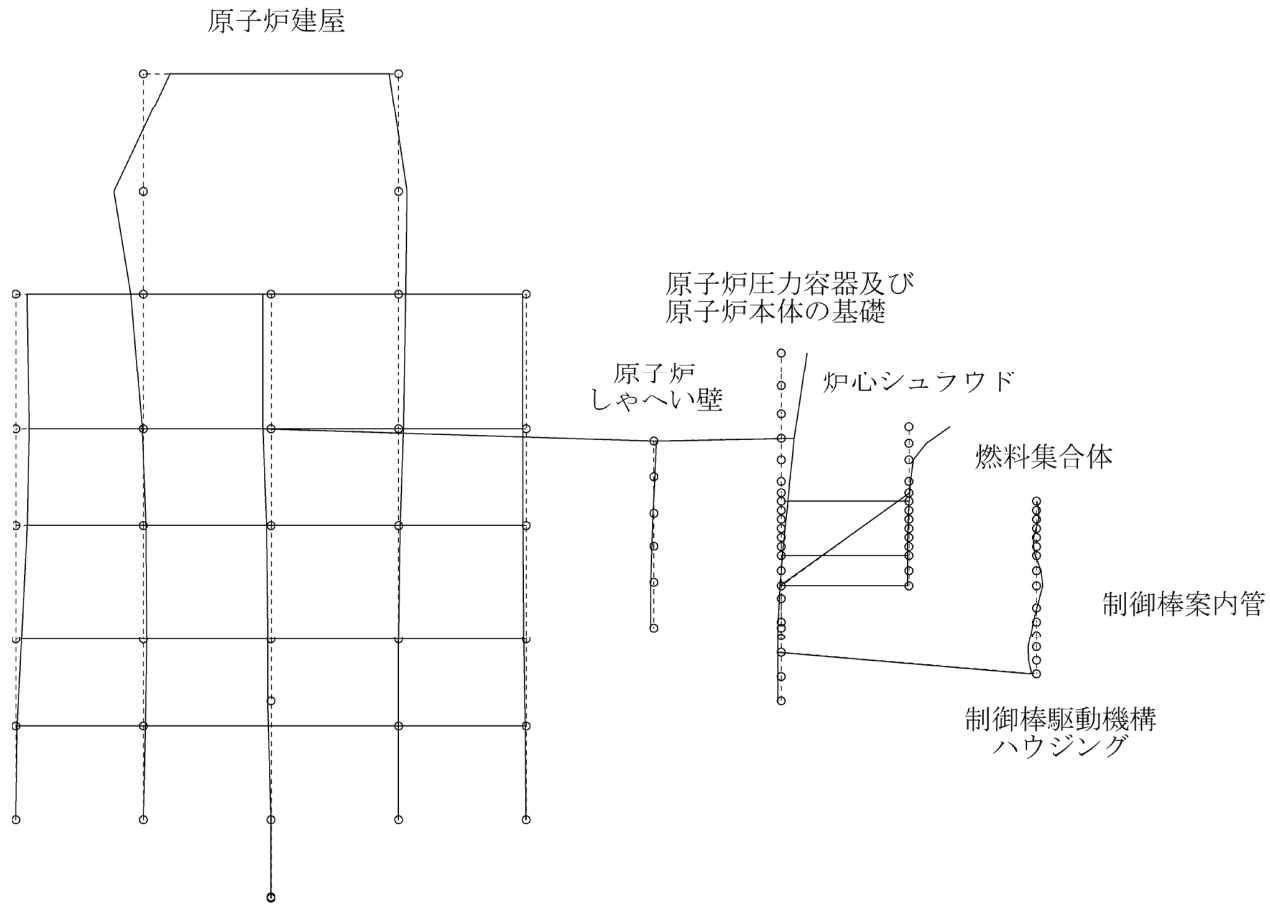 原子炉建屋
原子炉圧力容器及び
原子炉本体の基礎
原子炉
しゃへい壁
炉心シュラウド
燃料集合体
制御棒案内管
制御棒駆動機構
ハウジング